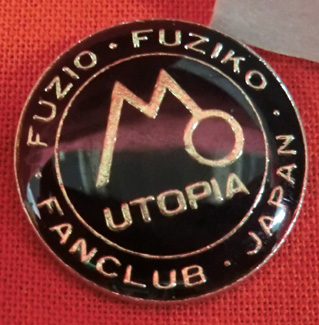 FUZIO · FUZIKO ·
UTOPIA
FANCLUB · JAPAN